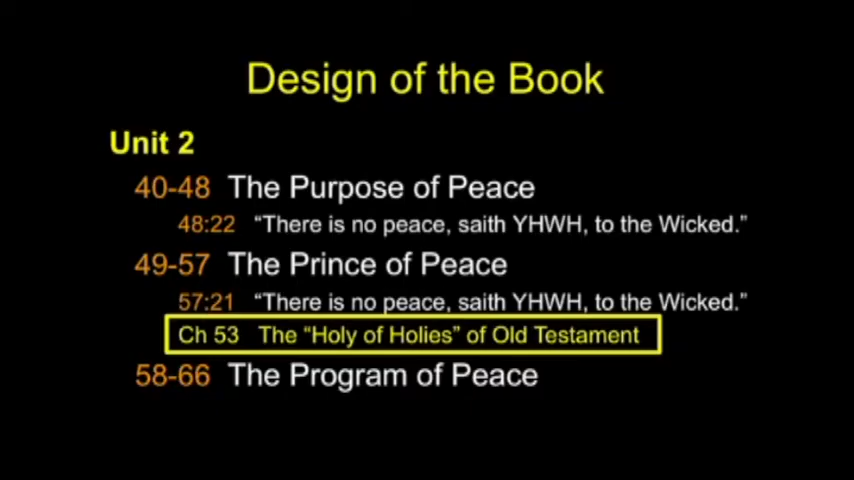 Design of the Book
Unit 2
40-48 The Purpose of Peace
48:22 “There is no peace, saith YHWH, to the Wicked.”
49-57 The Prince of Peace
57:21 “There is no peace, saith YHWH, to the Wicked.”
Ch 53 The “Holy of Holies” of Old Testament
58-66 The Program of Peace